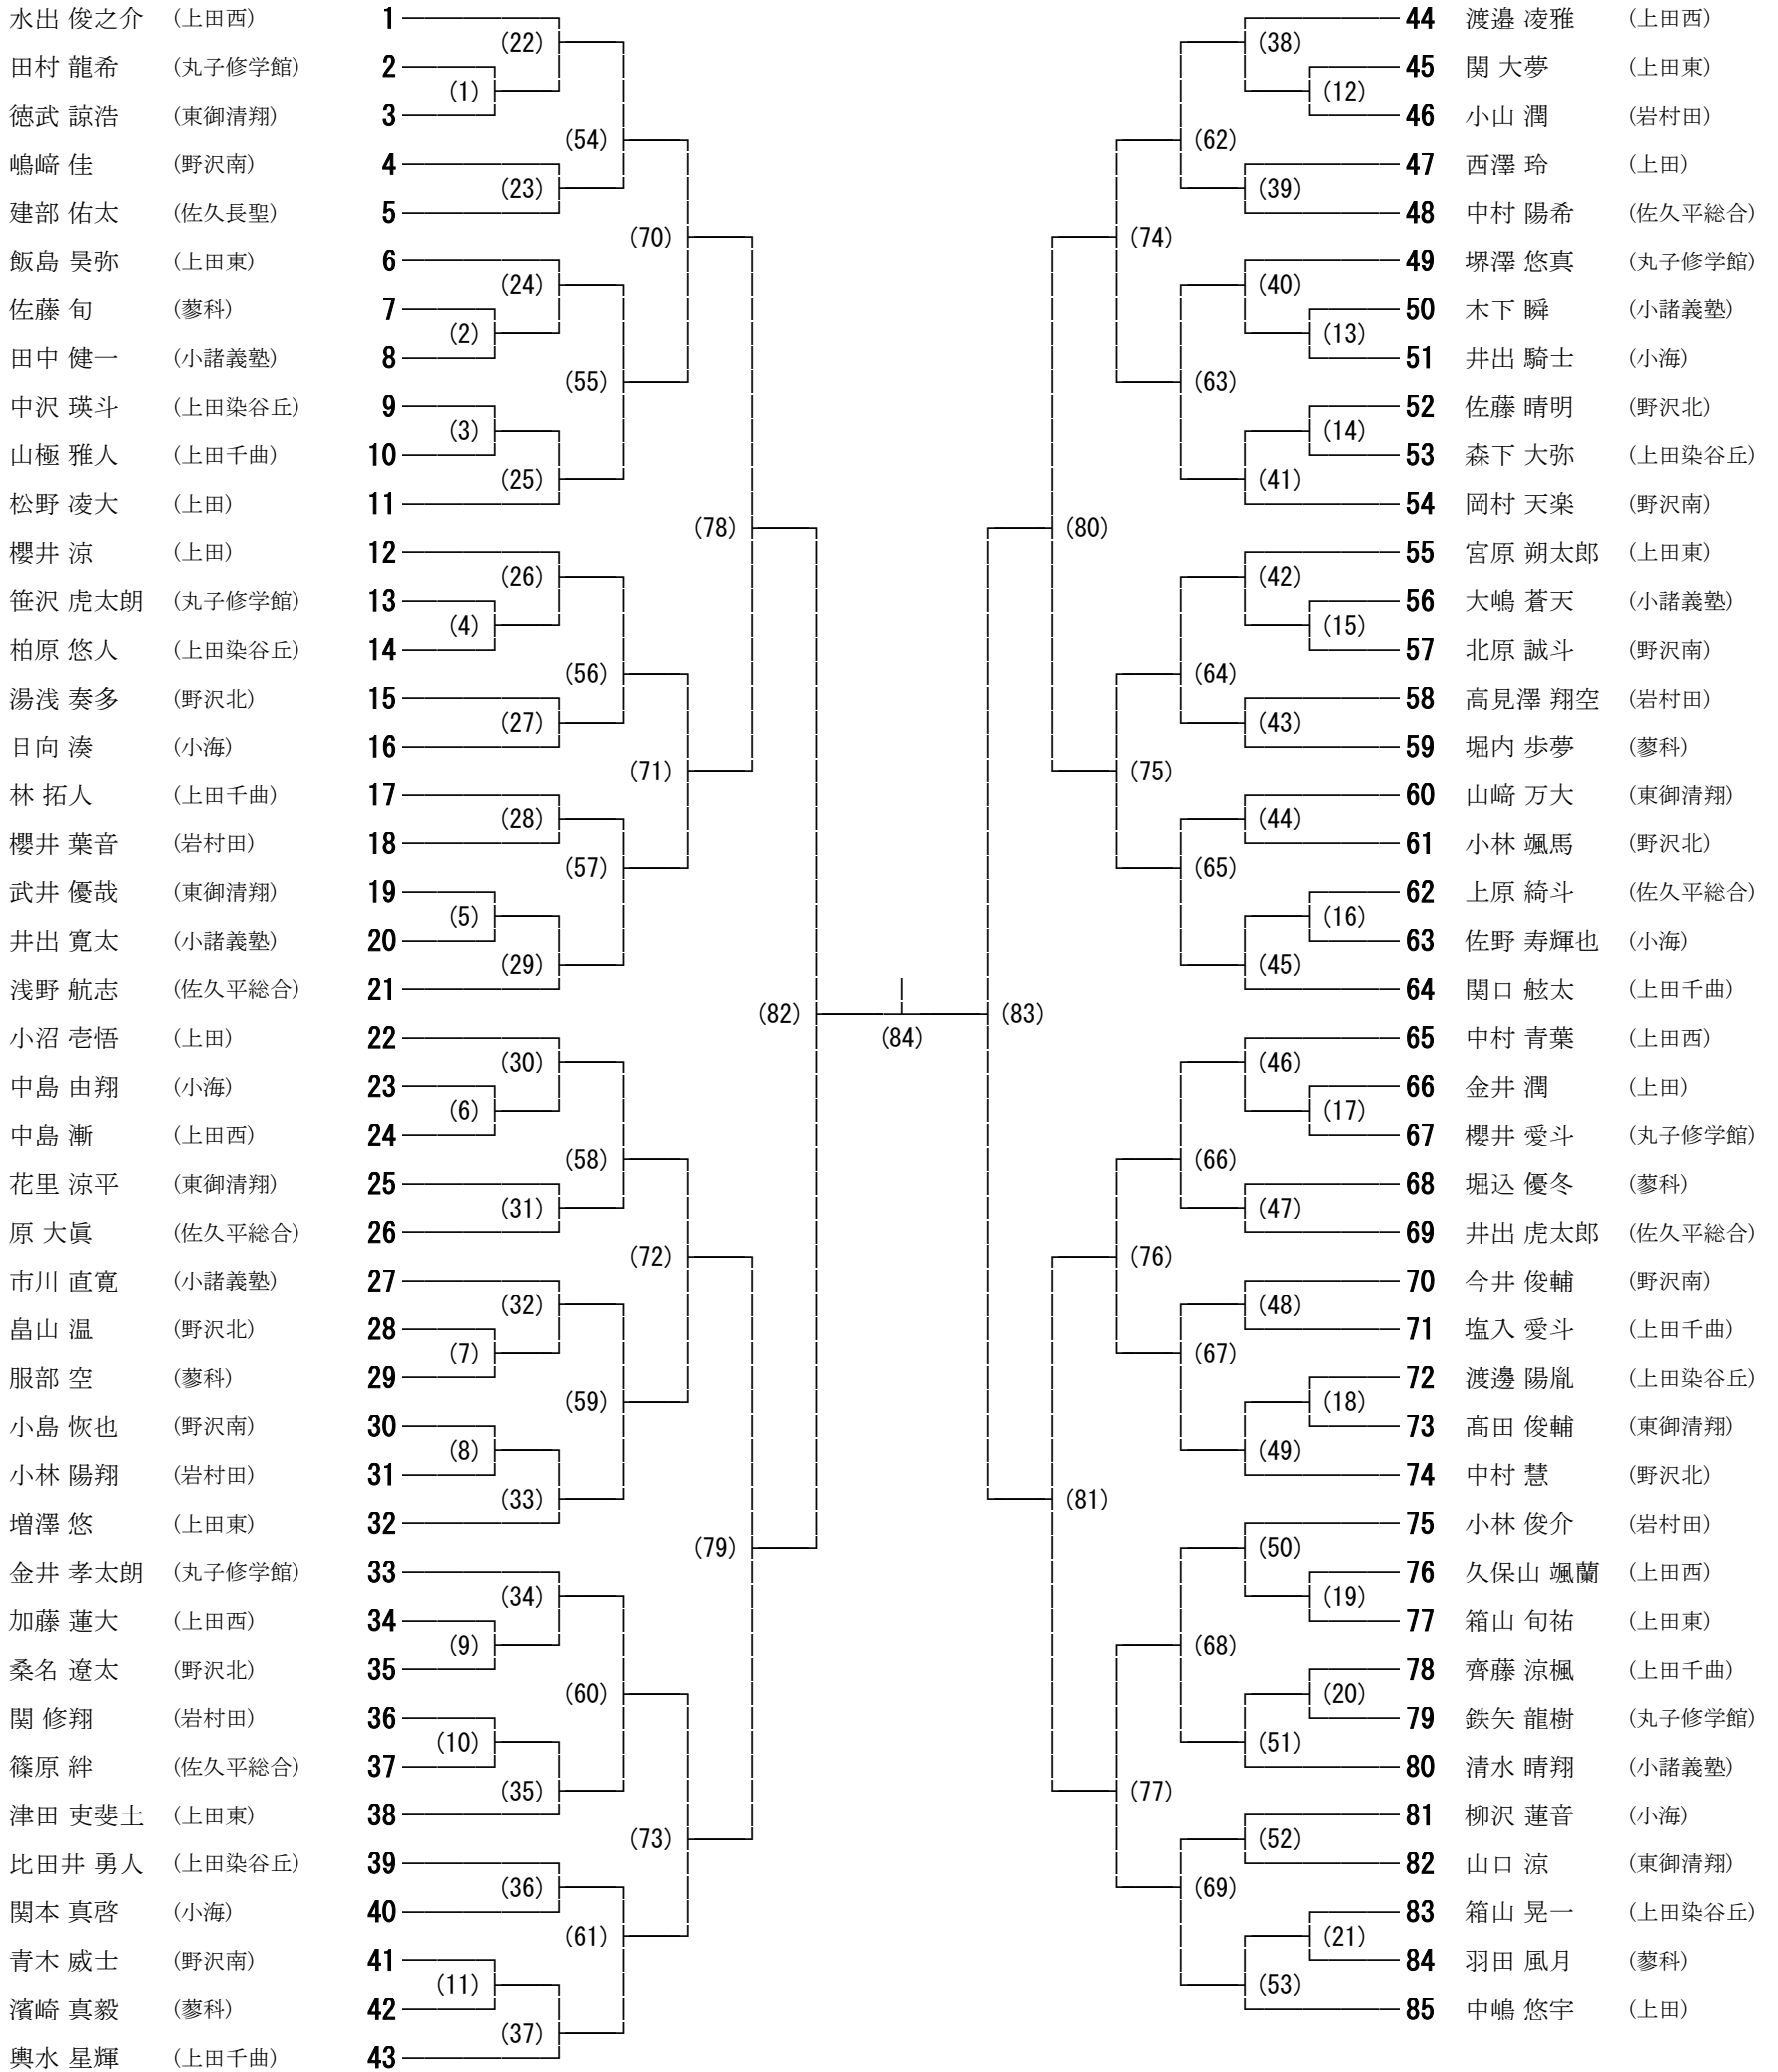 水出 俊之介 (上田西) 1
田村 龍希 (丸子修学館) 2
徳武 諒浩 (東御清翔) 3
嶋﨑 佳 (野沢南) 4
建部 佑太 (佐久長聖) 5
飯島 昊弥 (上田東) 6
佐藤 旬 (蓼科) 7
田中 健一 (小諸義塾) 8
中沢 瑛斗 (上田染谷丘) 9
山極 雅人 (上田千曲) 10
松野 凌大 (上田) 11
櫻井 涼 (上田) 12
笹沢 虎太朗 (丸子修学館) 13
柏原 悠人 (上田染谷丘) 14
湯浅 奏多 (野沢北) 15
日向 湊 (小海) 16
林 拓人 (上田千曲) 17
櫻井 葉音 (岩村田) 18
武井 優哉 (東御清翔) 19
井出 寛太 (小諸義塾) 20
浅野 航志 (佐久平総合) 21
小沼 壱悟 (上田) 22
中島 由翔 (小海) 23
中島 漸 (上田西) 24
花里 涼平 (東御清翔) 25
原 大眞 (佐久平総合) 26
市川 直寛 (小諸義塾) 27
畠山 温 (野沢北) 28
服部 空 (蓼科) 29
小島 恢也 (野沢南) 30
小林 陽翔 (岩村田) 31
増澤 悠 (上田東) 32
金井 孝太朗 (丸子修学館) 33
加藤 蓮大 (上田西) 34
桑名 遼太 (野沢北) 35
関 修翔 (岩村田) 36
篠原 絆 (佐久平総合) 37
津田 吏斐土 (上田東) 38
比田井 勇人 (上田染谷丘) 39
関本 真啓 (小海) 40
青木 威士 (野沢南) 41
濱崎 真毅 (蓼科) 42
輿水 星輝 (上田千曲) 43
(1)
(2)
(3)
(4)
(5)
(6)
(7)
(8)
(9)
(10)
(11)
(22)
(23)
(24)
(25)
(26)
(27)
(28)
(29)
(30)
(31)
(32)
(33)
(34)
(35)
(36)
(37)
(54)
(55)
(56)
(57)
(58)
(59)
(60)
(61)
(70)
(71)
(72)
(73)
(78)
(79)
(82)
(84)
(83)
(80)
(81)
(74)
(75)
(76)
(77)
(62)
(63)
(64)
(65)
(66)
(67)
(68)
(69)
(38)
(39)
(40)
(41)
(42)
(43)
(44)
(45)
(46)
(47)
(48)
(49)
(50)
(51)
(52)
(53)
(12)
(13)
(14)
(15)
(16)
(17)
(18)
(19)
(20)
(21)
44 渡邉 凌雅 (上田西)
45 関 大夢 (上田東)
46 小山 潤 (岩村田)
47 西澤 玲 (上田)
48 中村 陽希 (佐久平総合)
49 堺澤 悠真 (丸子修学館)
50 木下 瞬 (小諸義塾)
51 井出 騎士 (小海)
52 佐藤 晴明 (野沢北)
53 森下 大弥 (上田染谷丘)
54 岡村 天楽 (野沢南)
55 宮原 朔太郎 (上田東)
56 大嶋 蒼天 (小諸義塾)
57 北原 誠斗 (野沢南)
58 高見澤 翔空 (岩村田)
59 堀内 歩夢 (蓼科)
60 山﨑 万大 (東御清翔)
61 小林 颯馬 (野沢北)
62 上原 綺斗 (佐久平総合)
63 佐野 寿輝也 (小海)
64 関口 舷太 (上田千曲)
65 中村 青葉 (上田西)
66 金井 潤 (上田)
67 櫻井 愛斗 (丸子修学館)
68 堀込 優冬 (蓼科)
69 井出 虎太郎 (佐久平総合)
70 今井 俊輔 (野沢南)
71 塩入 愛斗 (上田千曲)
72 渡邊 陽胤 (上田染谷丘)
73 髙田 俊輔 (東御清翔)
74 中村 慧 (野沢北)
75 小林 俊介 (岩村田)
76 久保山 颯蘭 (上田西)
77 箱山 旬祐 (上田東)
78 齊藤 涼楓 (上田千曲)
79 鉄矢 龍樹 (丸子修学館)
80 清水 晴翔 (小諸義塾)
81 柳沢 蓮音 (小海)
82 山口 涼 (東御清翔)
83 箱山 晃一 (上田染谷丘)
84 羽田 風月 (蓼科)
85 中嶋 悠宇 (上田)